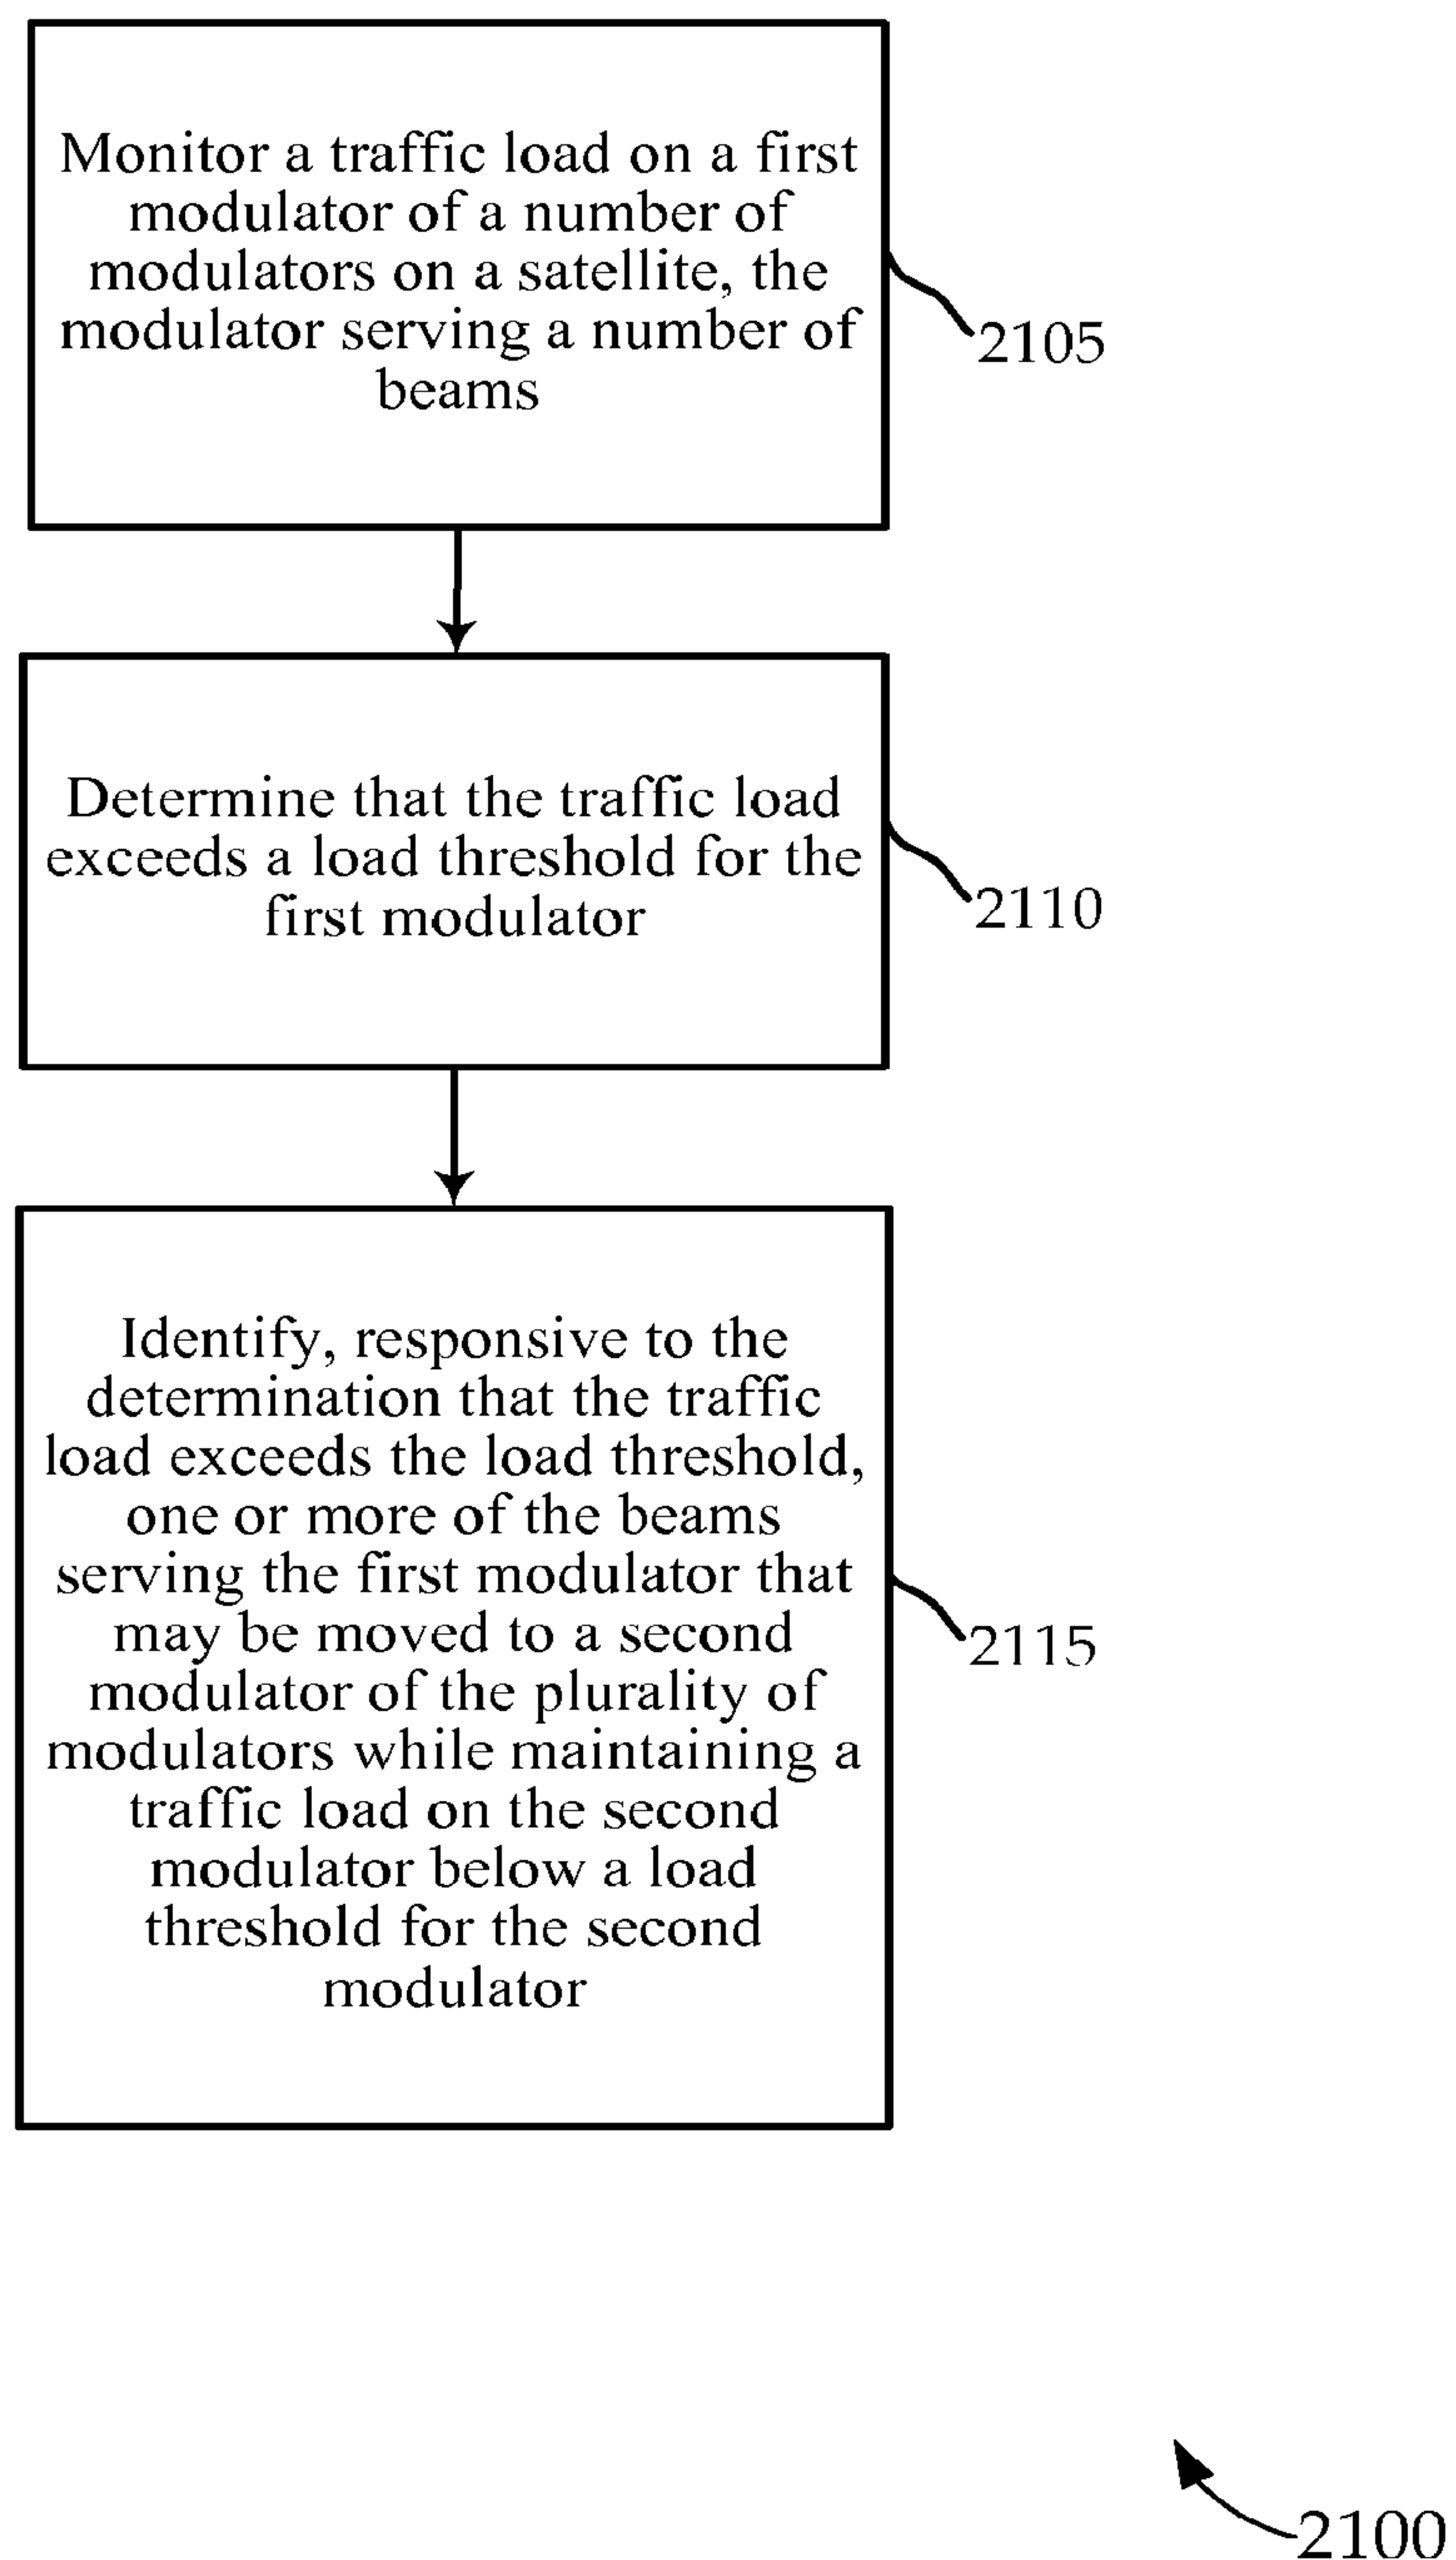 Monitor a traffic load on a first
modulator of a number of
modulators on a satellite, the
modulator serving a number of
beams
2105
Determine that the traffic load
exceeds a load threshold for the
first modulator
2110
Identify, responsive to the
determination that the traffic
load exceeds the load threshold,
one or more of the beams
serving the first modulator that
may be moved to a second
modulator of the plurality of
modulators while maintaining a
traffic load on the second
modulator below a load
threshold for the second
modulator
2115
2100